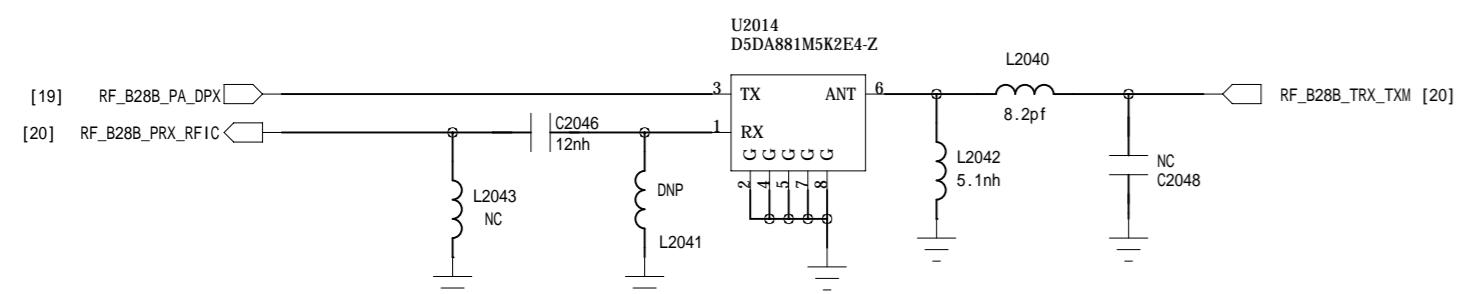 U2014
D5DA881M5K2E4-Z
L2040
8.2pf
[19] RF_B28B_PA_DPX
3 TX ANT 6
RF_B28B_TRX_TXM [20]
[20] RF_B28B_PRX_RFIC
C2046
12nh
1 RX
G G G G G
2 4 5 7 8
L2043
NC
DNP
L2041
L2042
5.1nh
NC
C2048